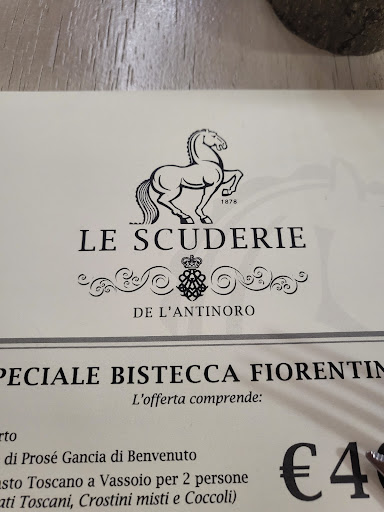 1878
LE SCUDERIE
DE L'ANTINORO
PECIALE BISTECCA FIORENTIN
L'offerta comprende:
rto
di Prosé Gancia di Benvenuto
sto Toscano a Vassoio per 2 persone
ati Toscani, Crostini misti e Coccoli)
€4